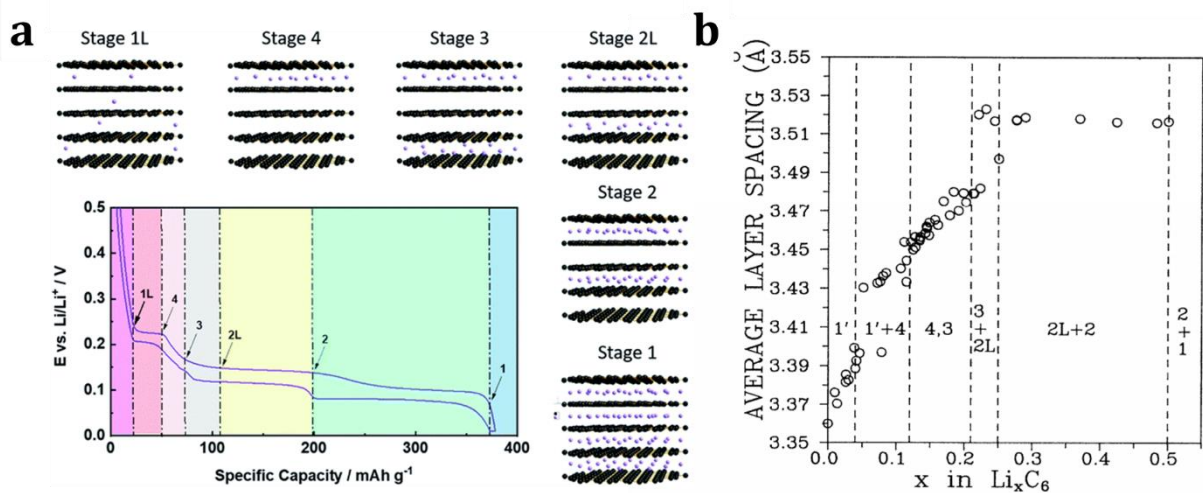 a
Stage 1L
Stage 4
Stage 3
Stage 2L
Stage 2
Stage 1
E vs. Li/Li⁺ / V
0.5
0.4
0.3
0.2
0.1
0.0
1L
4
3
2L
2
1
0
100
200
300
400
Specific Capacity / mAh g⁻¹
b
AVERAGE LAYER SPACING (A)
3.55
3.53
3.51
3.49
3.47
3.45
3.43
3.41
3.39
3.37
3.35
1'
1'+4
4,3
3
+
2L
2L+2
2
+
1
0.0
0.1
0.2
0.3
0.4
0.5
x in LiₓC₆